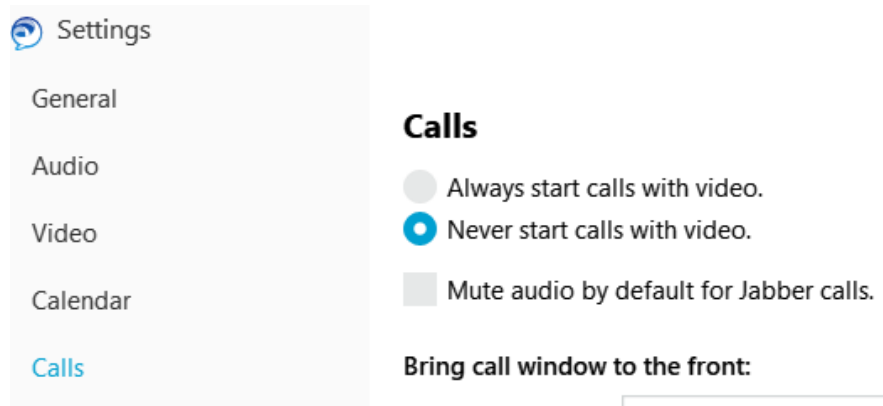 Settings
General
Audio
Video
Calendar
Calls
Calls
Always start calls with video.
Never start calls with video.
Mute audio by default for Jabber calls.
Bring call window to the front: